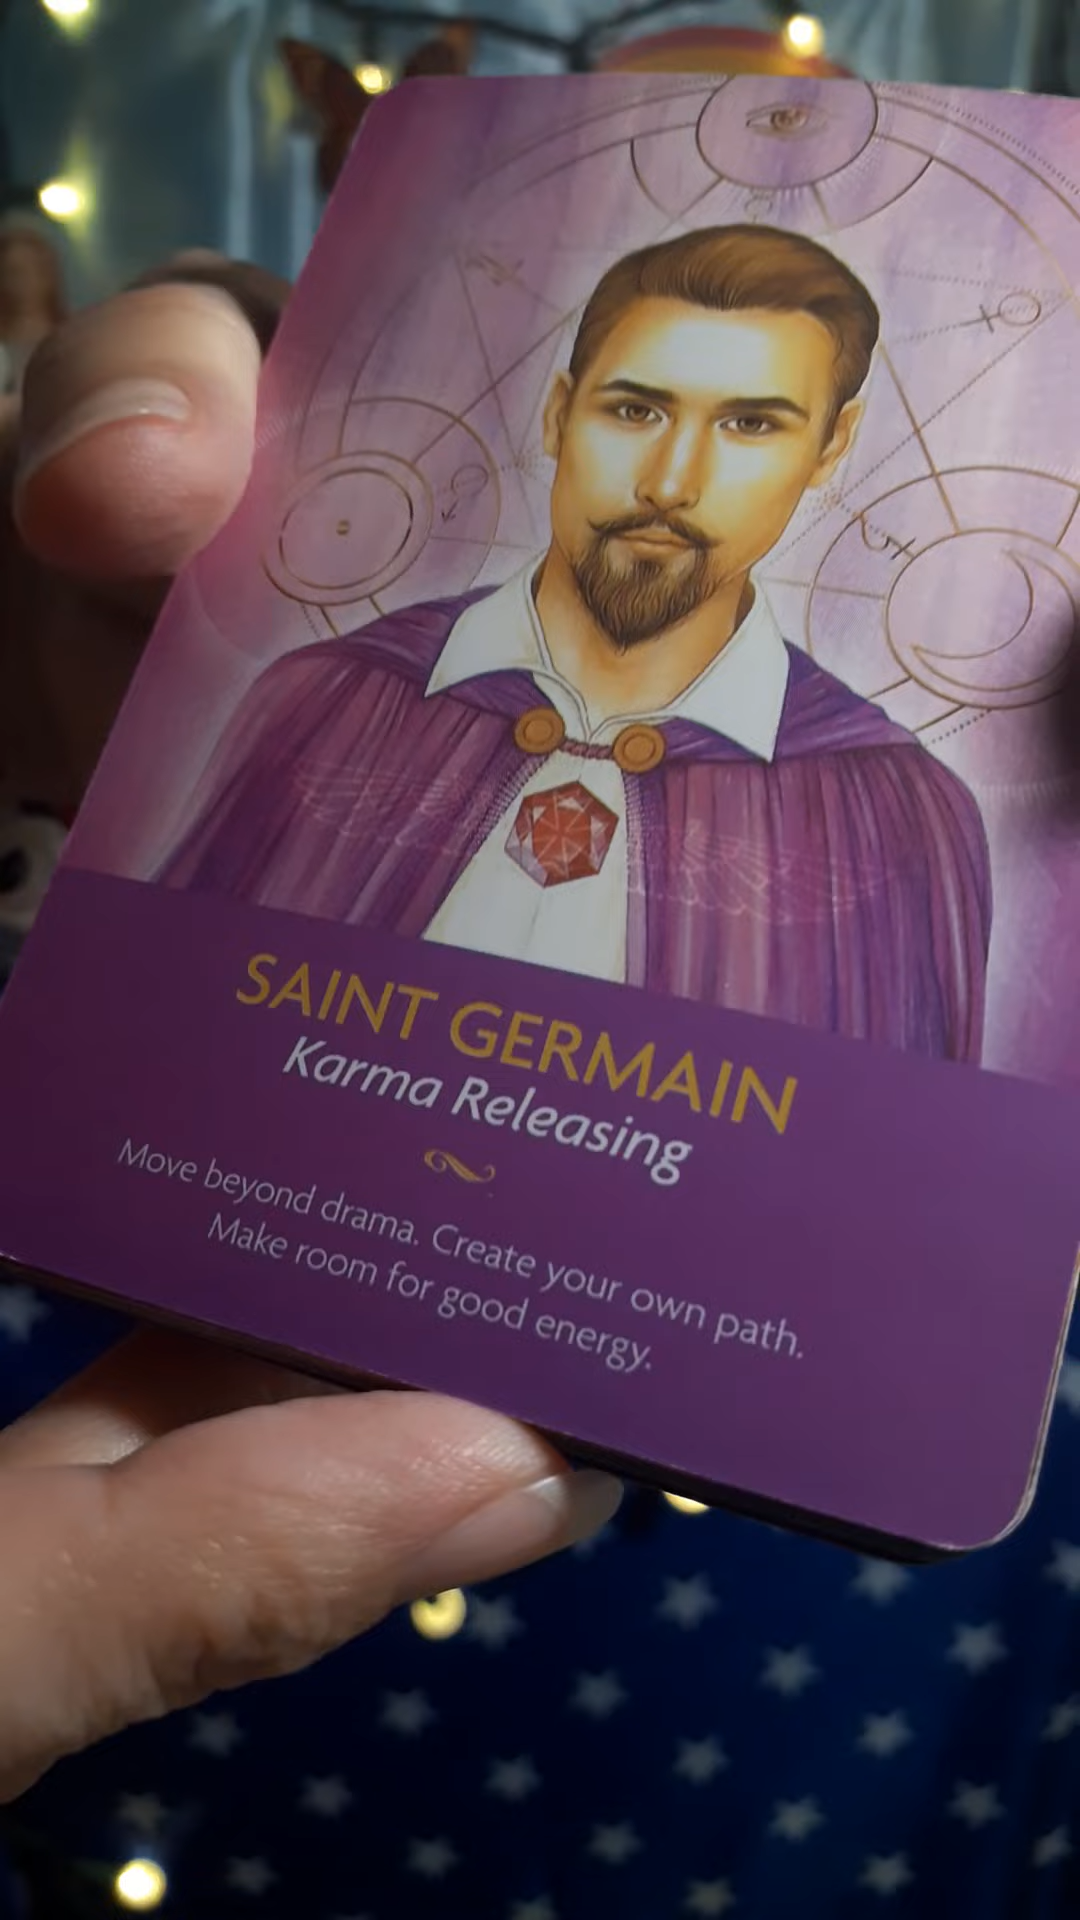 SAINT GERMAIN
Karma Releasing
Move beyond drama. Create your own path.
Make room for good energy.